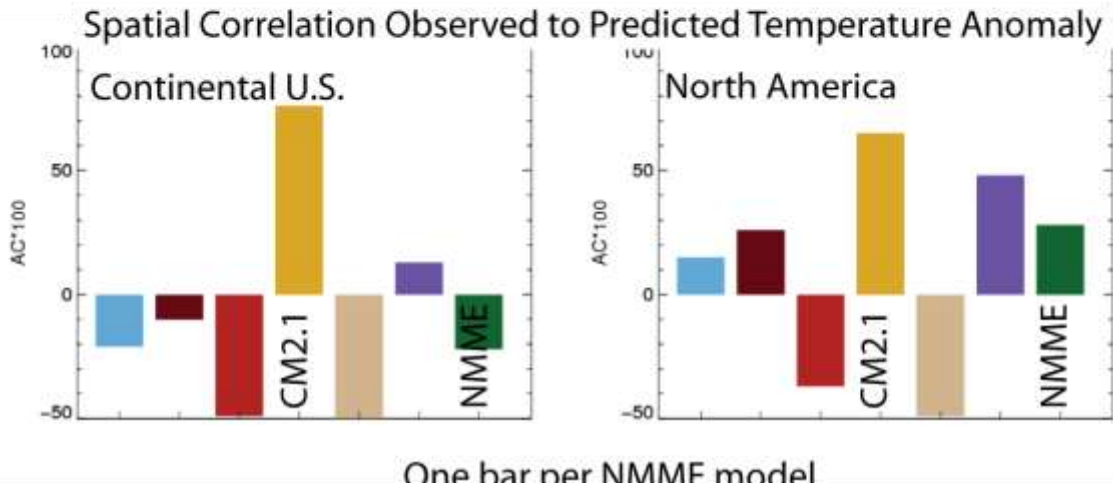 Spatial Correlation Observed to Predicted Temperature Anomaly
Continental U.S.
100
50
0
-50
AC*100
CM2.1
NMME
North America
100
50
0
-50
AC*100
CM2.1
NMME
One bar per NMME model